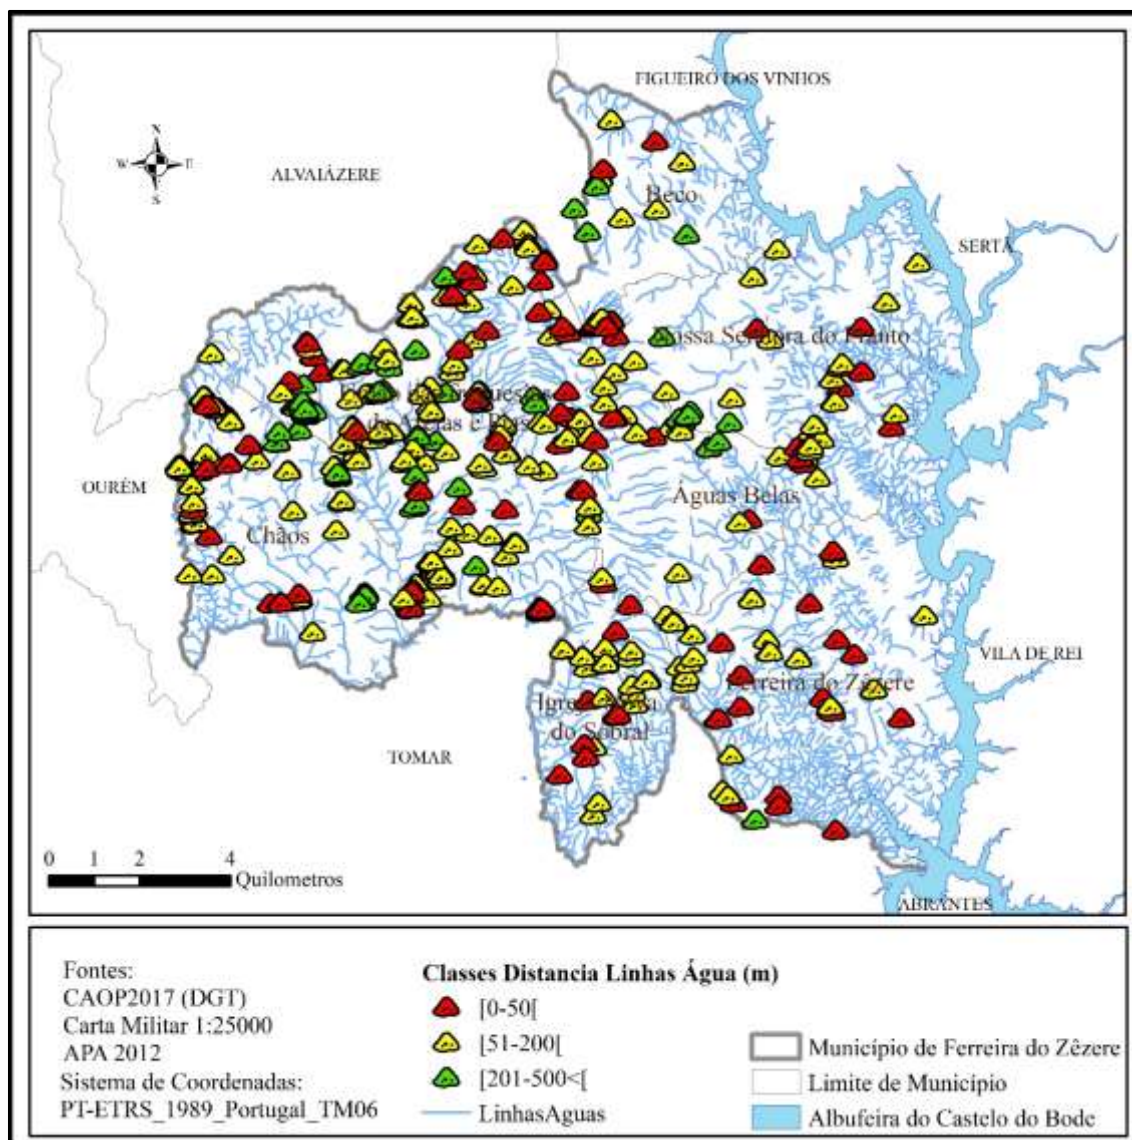 FIGUEIRÓ DOS VINHOS
N
W
E
S
ALVAIÁZERE
Beco
SERTÃ
Nossa Senhora do Pranto
de Areias e Pias
OURÉM
Águas Belas
Chãos
VILA DE REI
Ferreira do Zêzere
Igreja Nova
do Sobral
TOMAR
0 1 2 4
Quilometros
ABRANTES
Fontes:
CAOP2017 (DGT)
Carta Militar 1:25000
APA 2012
Sistema de Coordenadas:
PT-ETRS_1989_Portugal_TM06
Classes Distancia Linhas Água (m)
[0-50[
[51-200[
[201-500<[
LinhasAguas
Município de Ferreira do Zêzere
Limite de Município
Albufeira do Castelo do Bode